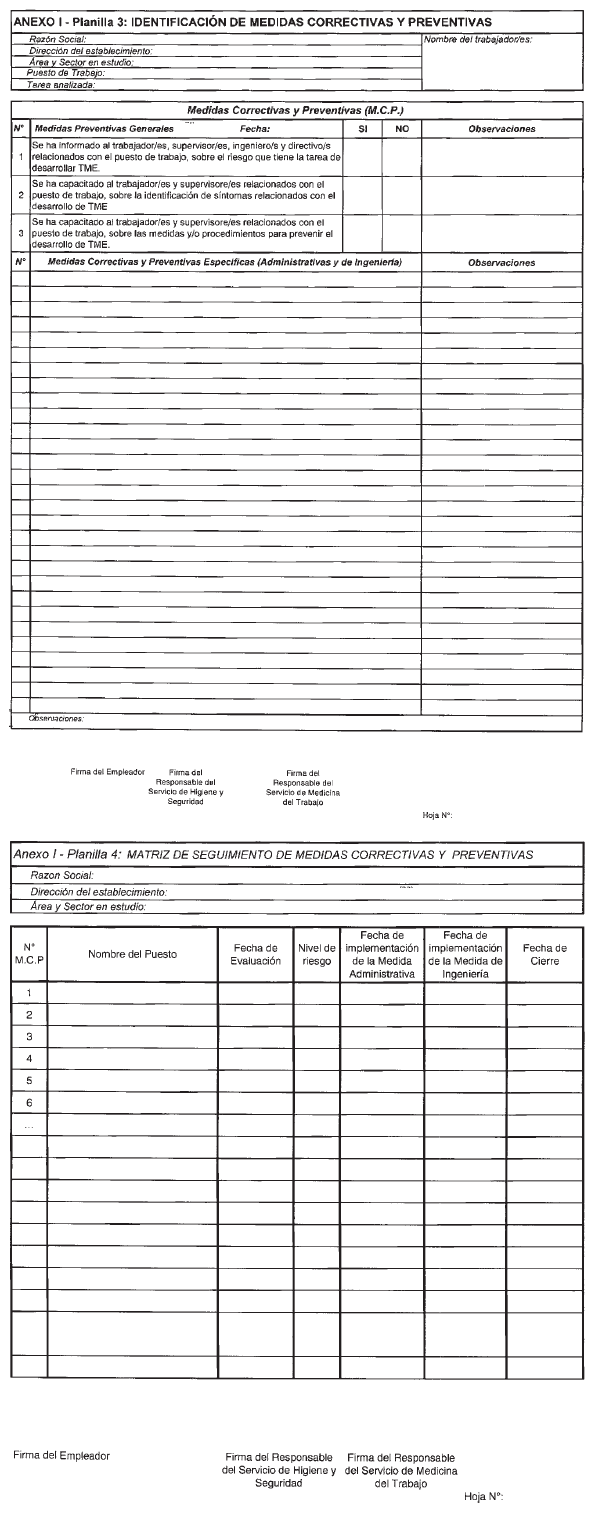 ANEXO I - Planilla 3: IDENTIFICACIÓN DE MEDIDAS CORRECTIVAS Y PREVENTIVAS
Razón Social:
Nombre del trabajador/es:
Dirección del establecimiento:
Área y Sector en estudio:
Puesto de Trabajo:
Tarea analizada:
Medidas Correctivas y Preventivas (M.C.P.)
N° Medidas Preventivas Generales Fecha: SI NO Observaciones
1 Se ha informado al trabajador/es, supervisor/es, ingeniero/s y directivo/s
relacionados con el puesto de trabajo, sobre el riesgo que tiene la tarea de
desarrollar TME.
2 Se ha capacitado al trabajador/es y supervisore/es relacionados con el
puesto de trabajo, sobre la identificación de síntomas relacionados con el
desarrollo de TME
3 Se ha capacitado al trabajador/es y supervisore/es relacionados con el
puesto de trabajo, sobre las medidas y/o procedimientos para prevenir el
desarrollo de TME.
N° Medidas Correctivas y Preventivas Específicas (Administrativas y de Ingeniería) Observaciones
Observaciones:
Firma del Empleador
Firma del
Responsable del
Servicio de Higiene y
Seguridad
Firma del
Responsable del
Servicio de Medicina
del Trabajo
Hoja N°:
Anexo I - Planilla 4: MATRIZ DE SEGUIMIENTO DE MEDIDAS CORRECTIVAS Y PREVENTIVAS
Razon Social:
Dirección del establecimiento:
Área y Sector en estudio:
N°
M.C.P
Nombre del Puesto
Fecha de
Evaluación
Nivel de
riesgo
Fecha de
implementación
de la Medida
Administrativa
Fecha de
implementación
de la Medida de
Ingeniería
Fecha de
Cierre
1
2
3
4
5
6
...
Firma del Empleador
Firma del Responsable
del Servicio de Higiene y
Seguridad
Firma del Responsable
del Servicio de Medicina
del Trabajo
Hoja N°: